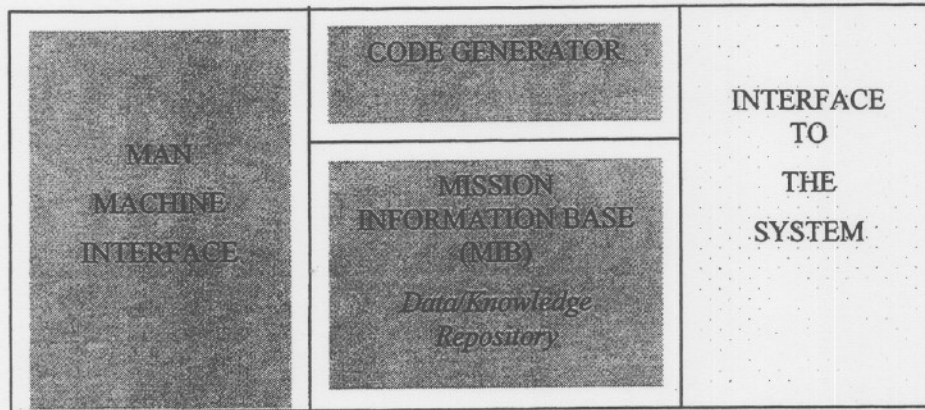 MAN
MACHINE
INTERFACE
CODE GENERATOR
MISSION
INFORMATION BASE
(MIB)
Data/Knowledge
Repository
INTERFACE
TO
THE
SYSTEM